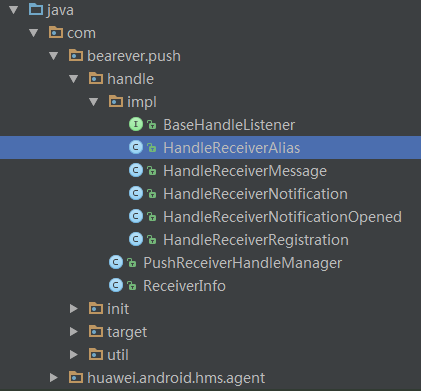 java
com
bearever.push
handle
impl
I BaseHandleListener
C HandleReceiverAlias
C HandleReceiverMessage
C HandleReceiverNotification
C HandleReceiverNotificationOpened
C HandleReceiverRegistration
C PushReceiverHandleManager
C ReceiverInfo
init
target
util
huawei.android.hms.agent